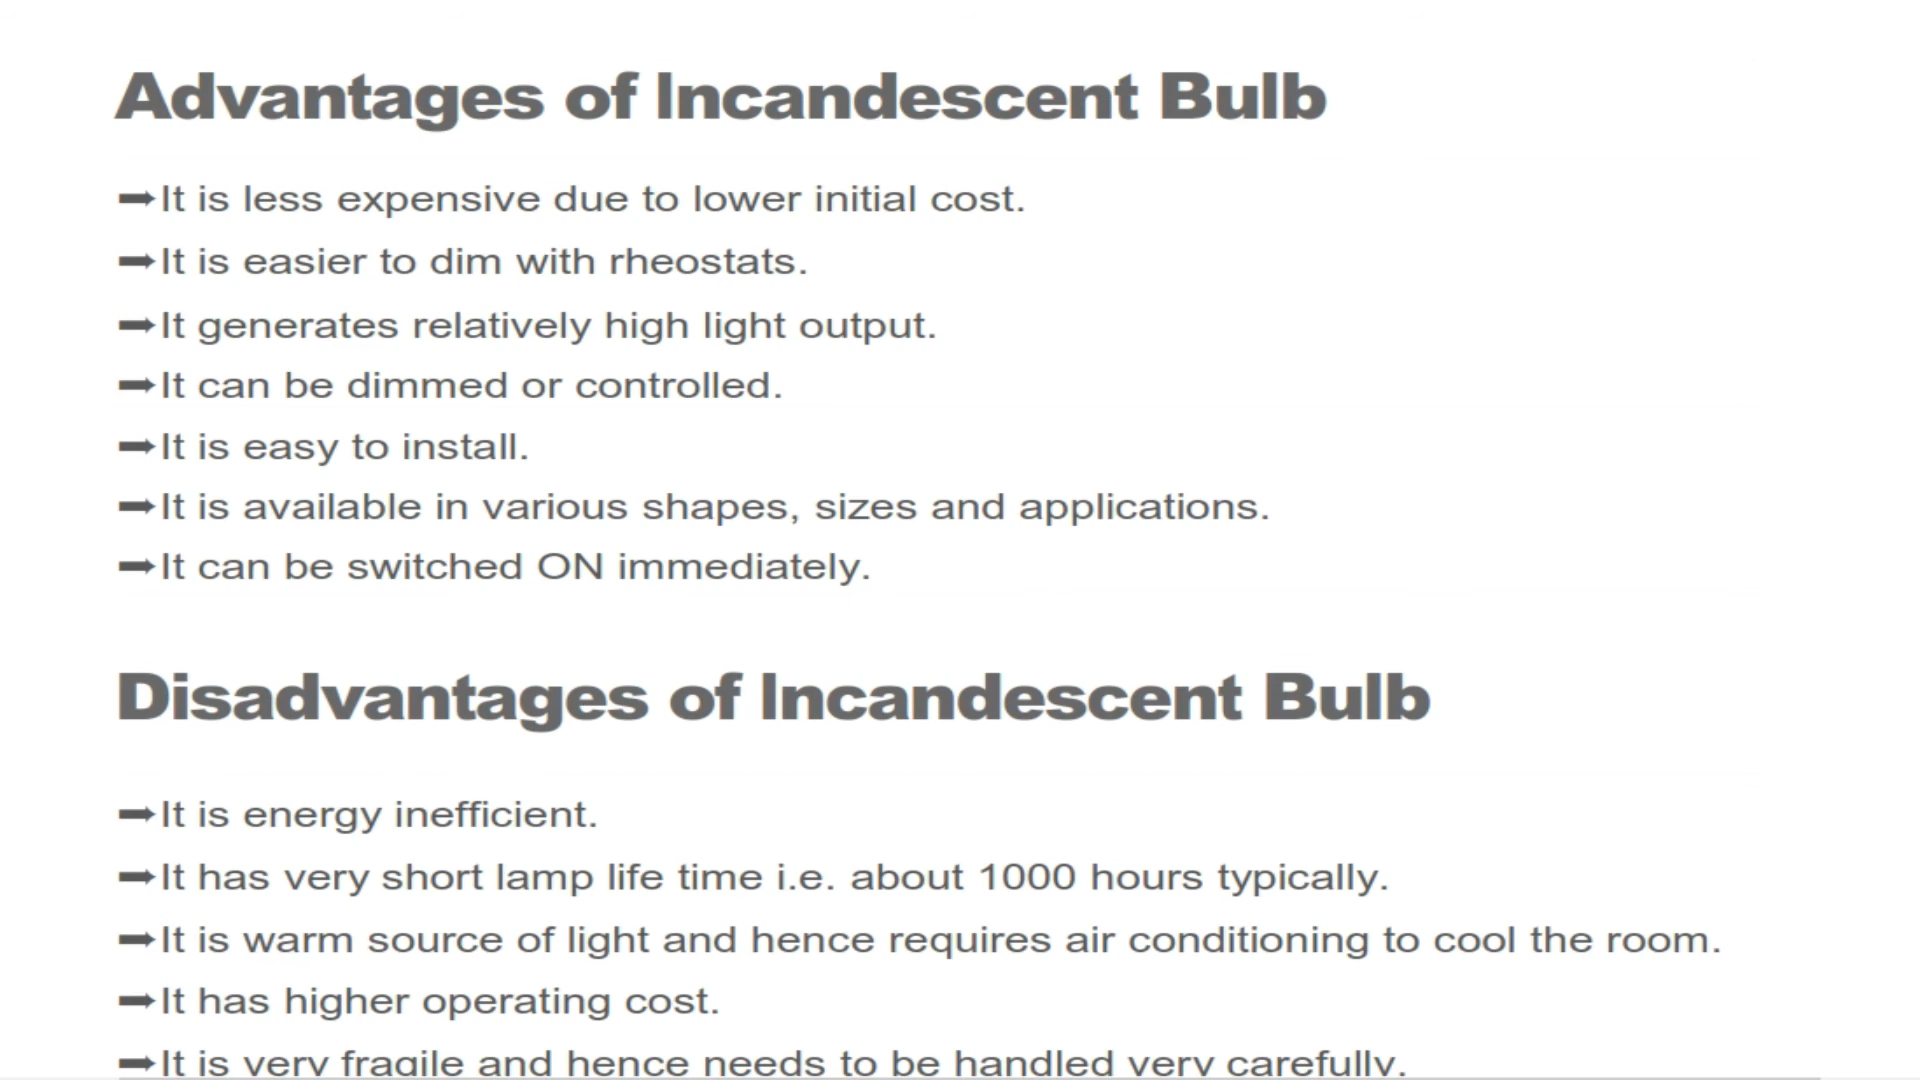 Advantages of Incandescent Bulb
➡It is less expensive due to lower initial cost.
➡It is easier to dim with rheostats.
➡It generates relatively high light output.
➡It can be dimmed or controlled.
➡It is easy to install.
➡It is available in various shapes, sizes and applications.
➡It can be switched ON immediately.
Disadvantages of Incandescent Bulb
➡It is energy inefficient.
➡It has very short lamp life time i.e. about 1000 hours typically.
➡It is warm source of light and hence requires air conditioning to cool the room.
➡It has higher operating cost.
➡It is very fragile and hence needs to be handled very carefully.